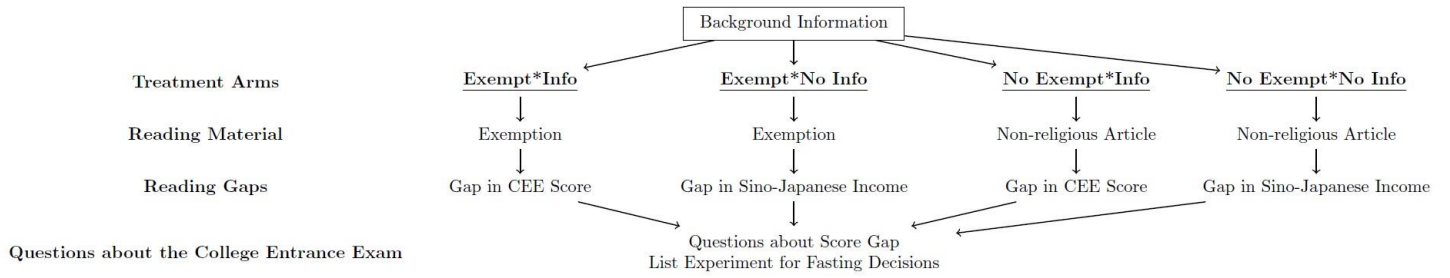 Background Information
Treatment Arms Exempt*Info Exempt*No Info No Exempt*Info No Exempt*No Info
Reading Material Exemption Exemption Non-religious Article Non-religious Article
Reading Gaps Gap in CEE Score Gap in Sino-Japanese Income Gap in CEE Score Gap in Sino-Japanese Income
Questions about the College Entrance Exam Questions about Score Gap
List Experiment for Fasting Decisions